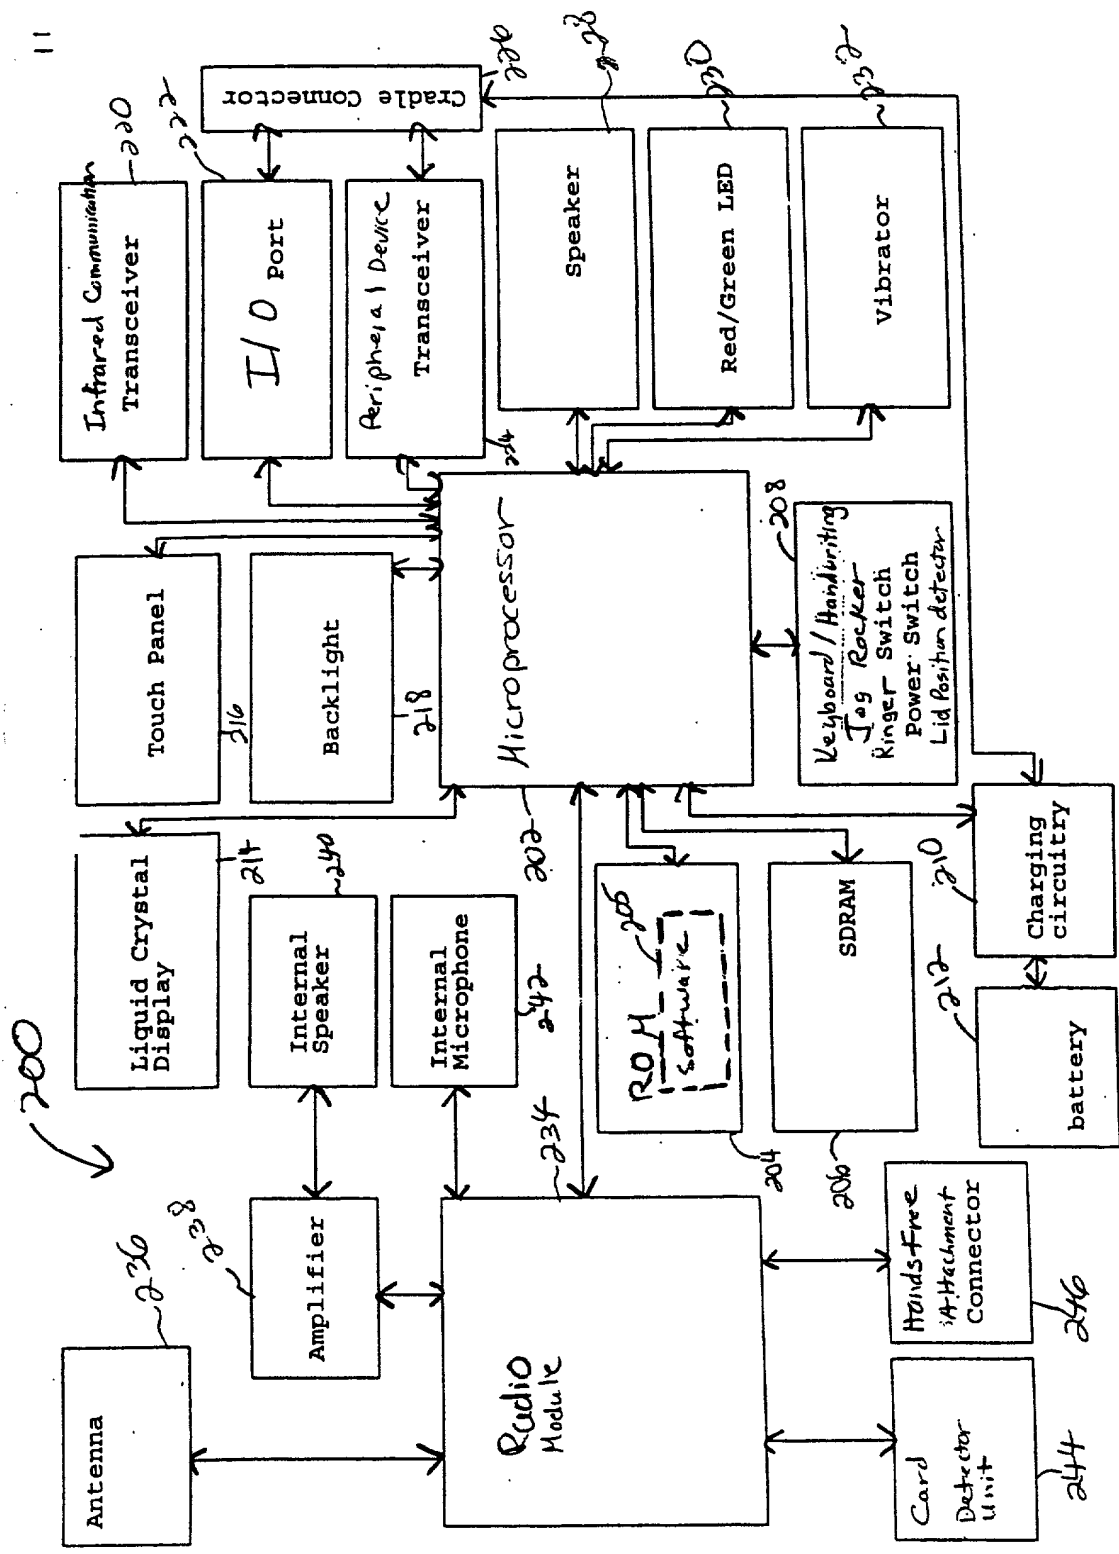 11
200
Antenna
236
Liquid Crystal
Display
214
Touch Panel
216
Infrared Communication
Transceiver
220
Amplifier
238
Internal
Speaker
240
Backlight
218
I/O Port
222
Cradle Connector
226
Internal
Microphone
242
Peripheral Device
Transceiver
224
Radio
Module
234
Microprocessor
202
Speaker
228
ROM
Software
205
204
Red/Green LED
230
SDRAM
206
Vibrator
232
Keyboard/Handwriting
Jog Rocker
Ringer Switch
Power Switch
Lid Position detector
208
Card
Detector
Unit
244
Hands-Free
Attachment
Connector
246
battery
212
Charging
circuitry
210